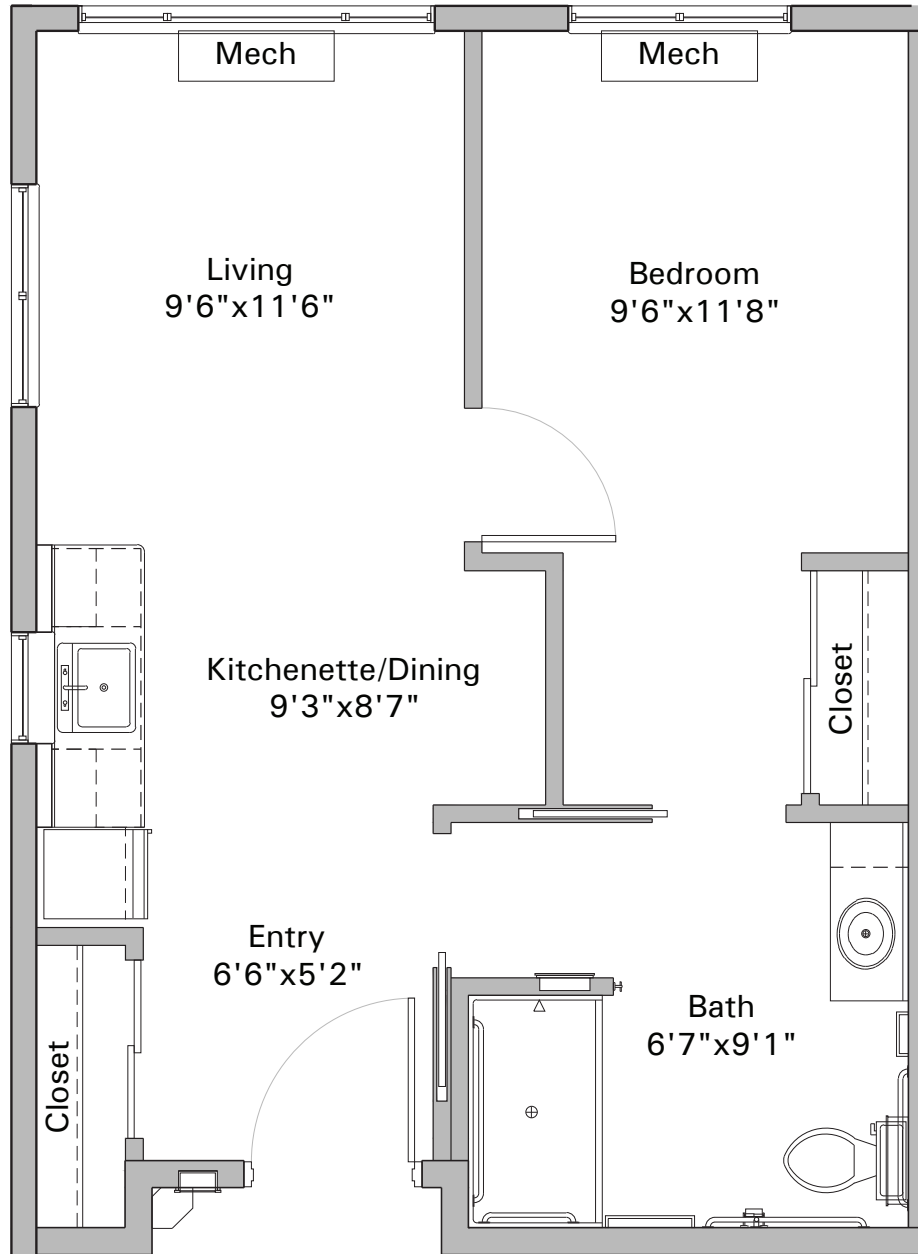 Mech
Mech
Living
9'6"x11'6"
Bedroom
9'6"x11'8"
Kitchenette/Dining
9'3"x8'7"
Closet
Entry
6'6"x5'2"
Bath
6'7"x9'1"
Closet